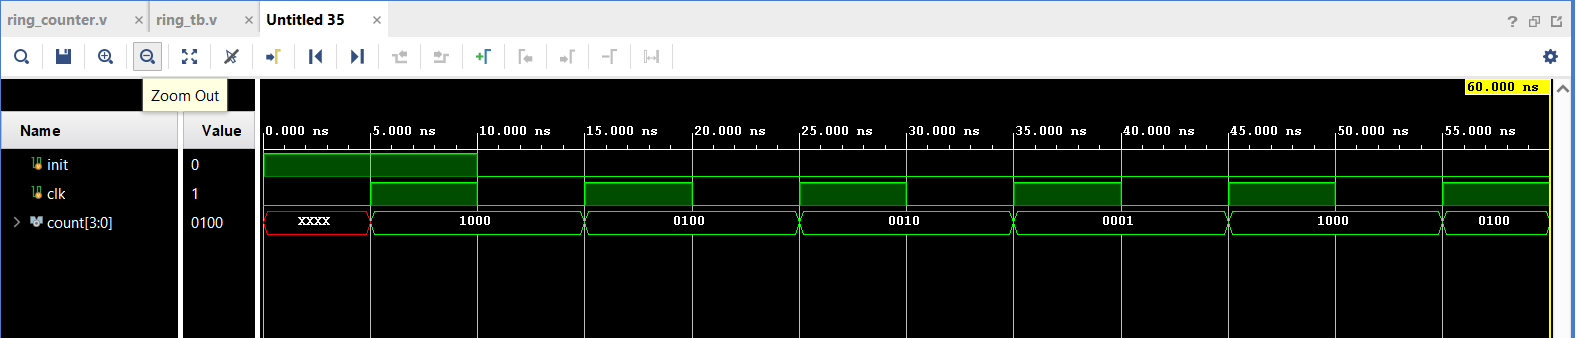 ring_counter.v × ring_tb.v × Untitled 35 ×
?
Zoom Out
60.000 ns
Name Value
0.000 ns 5.000 ns 10.000 ns 15.000 ns 20.000 ns 25.000 ns 30.000 ns 35.000 ns 40.000 ns 45.000 ns 50.000 ns 55.000 ns
init 0
clk 1
count[3:0] 0100 XXXX 1000 0100 0010 0001 1000 0100